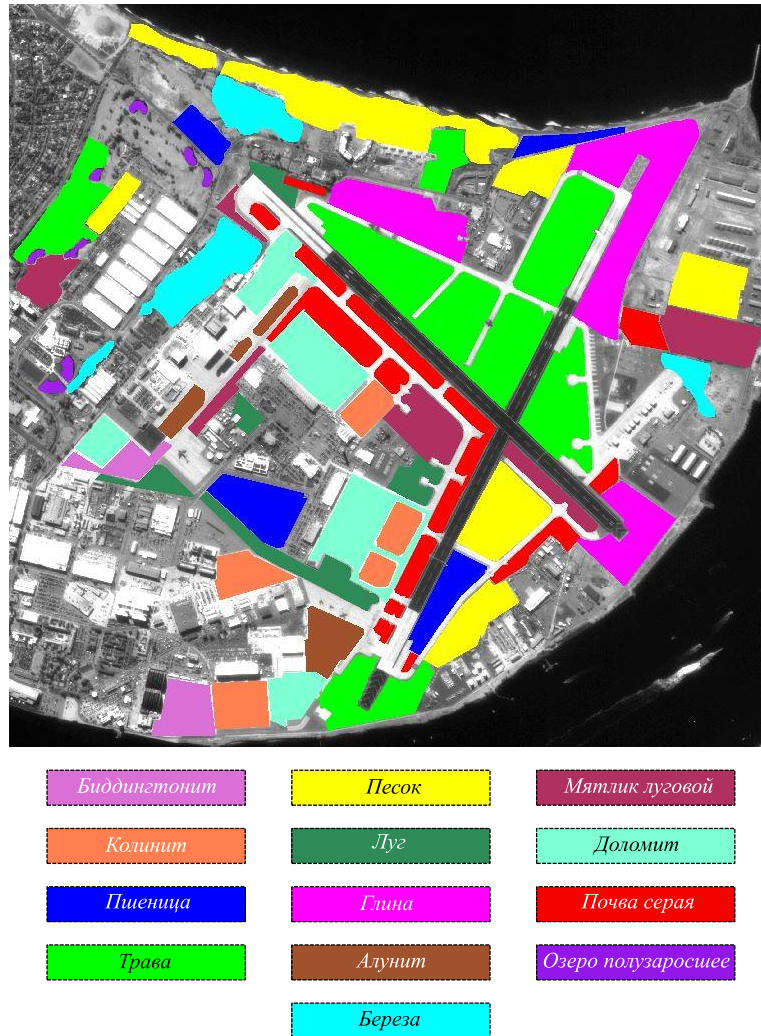 Биддингтонит
Песок
Мятлик луговой
Колинит
Луг
Доломит
Пшеница
Глина
Почва серая
Трава
Алунит
Озеро полузаросшее
Береза